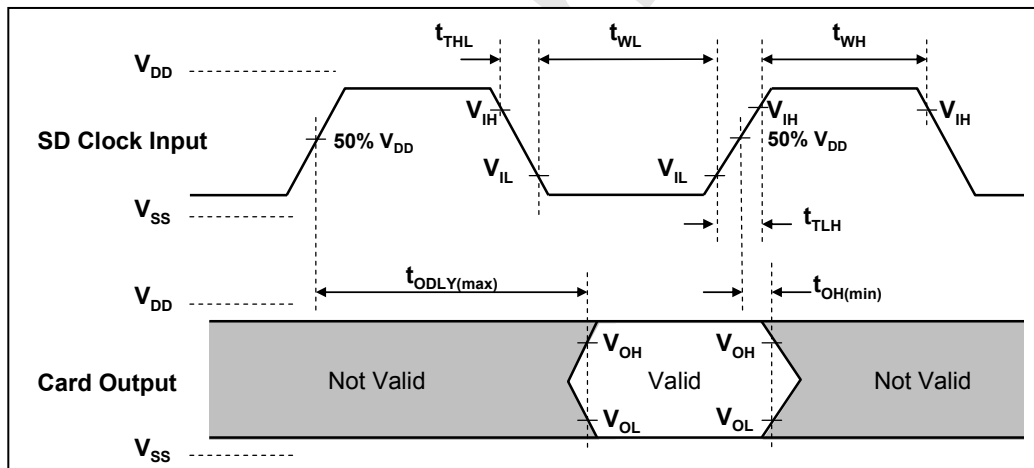 t_THL t_WL t_WH
V_DD
V_IH V_IH V_IH
SD Clock Input 50% V_DD 50% V_DD
V_IL V_IL
V_SS
t_TLH
t_ODLY(max) t_OH(min)
V_DD
V_OH V_OH
Card Output Not Valid Valid Not Valid
V_OL V_OL
V_SS